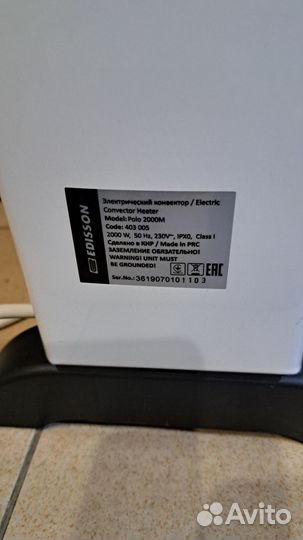 EDISSON
Электрический конвектор / Electric
Convector Heater
Model: Polo 2000M
Code: 403 005
2000 W, 50 Hz, 230V~, IPX0, Class I
Сделано в КНР / Made in PRC
ЗАЗЕМЛЕНИЕ ОБЯЗАТЕЛЬНО!
WARNING! UNIT MUST
BE GROUNDED!
EAC
Ser.No.: 3619070101103
Avito